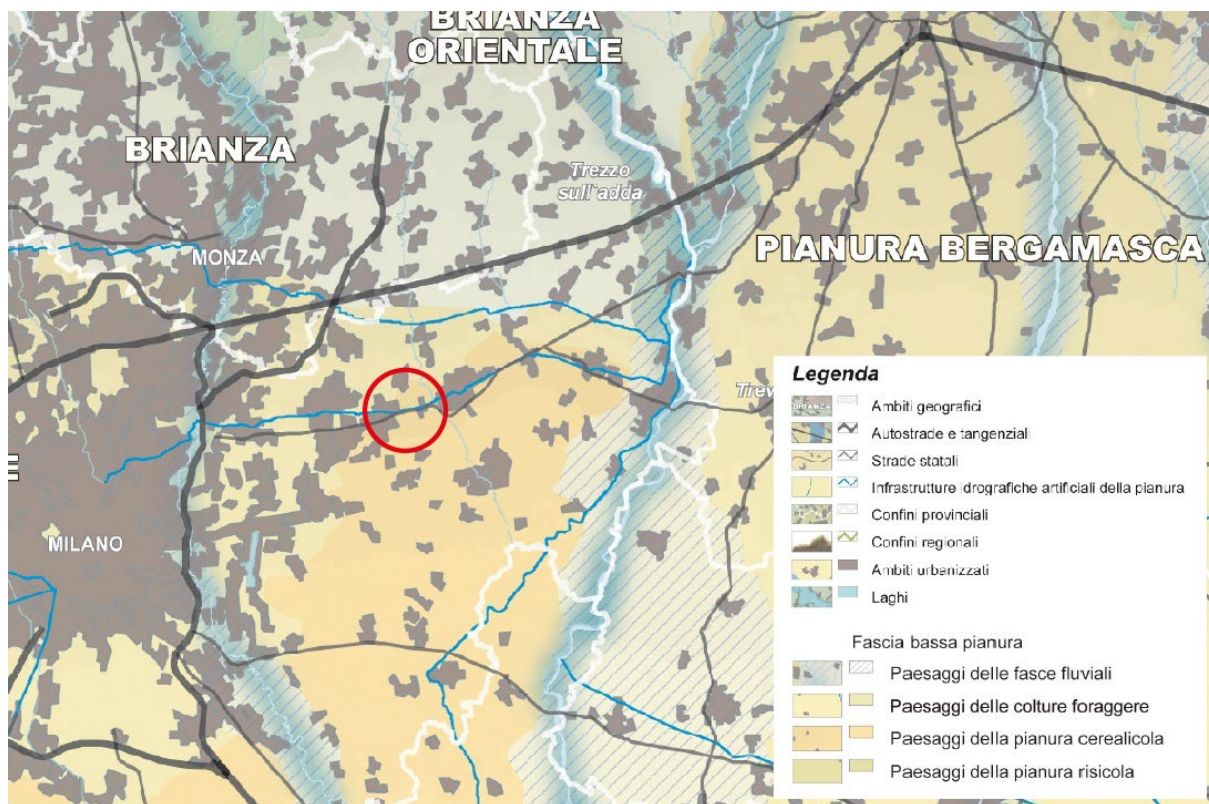 BRIANZA
ORIENTALE
BRIANZA
Trezzo
sull'adda
MONZA
PIANURA BERGAMASCA
Trev
E
MILANO
Legenda
BRIANZA
Ambiti geografici
Autostrade e tangenziali
Strade statali
Infrastrutture idrografiche artificiali della pianura
Confini provinciali
Confini regionali
Ambiti urbanizzati
Laghi
Fascia bassa pianura
Paesaggi delle fasce fluviali
Paesaggi delle colture foraggere
Paesaggi della pianura cerealicola
Paesaggi della pianura risicola